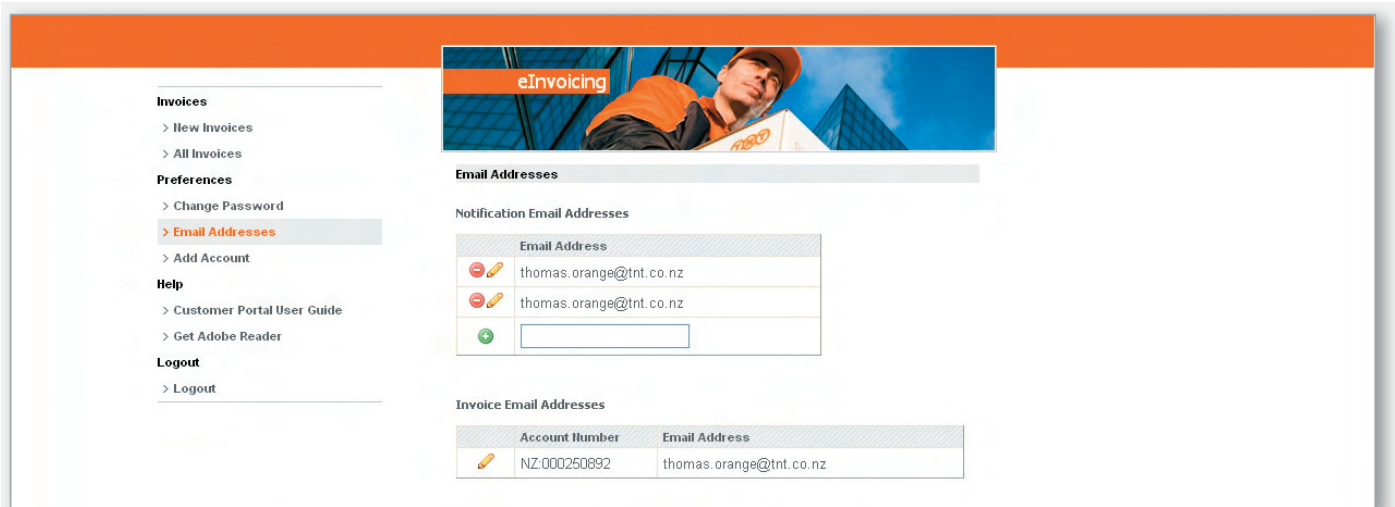 eInvoicing
TNT
Invoices
> New Invoices
> All Invoices
Preferences
> Change Password
> Email Addresses
> Add Account
Help
> Customer Portal User Guide
> Get Adobe Reader
Logout
> Logout
Email Addresses
Notification Email Addresses
Email Address
thomas.orange@tnt.co.nz
thomas.orange@tnt.co.nz
Invoice Email Addresses
Account Number Email Address
NZ:000250892 thomas.orange@tnt.co.nz